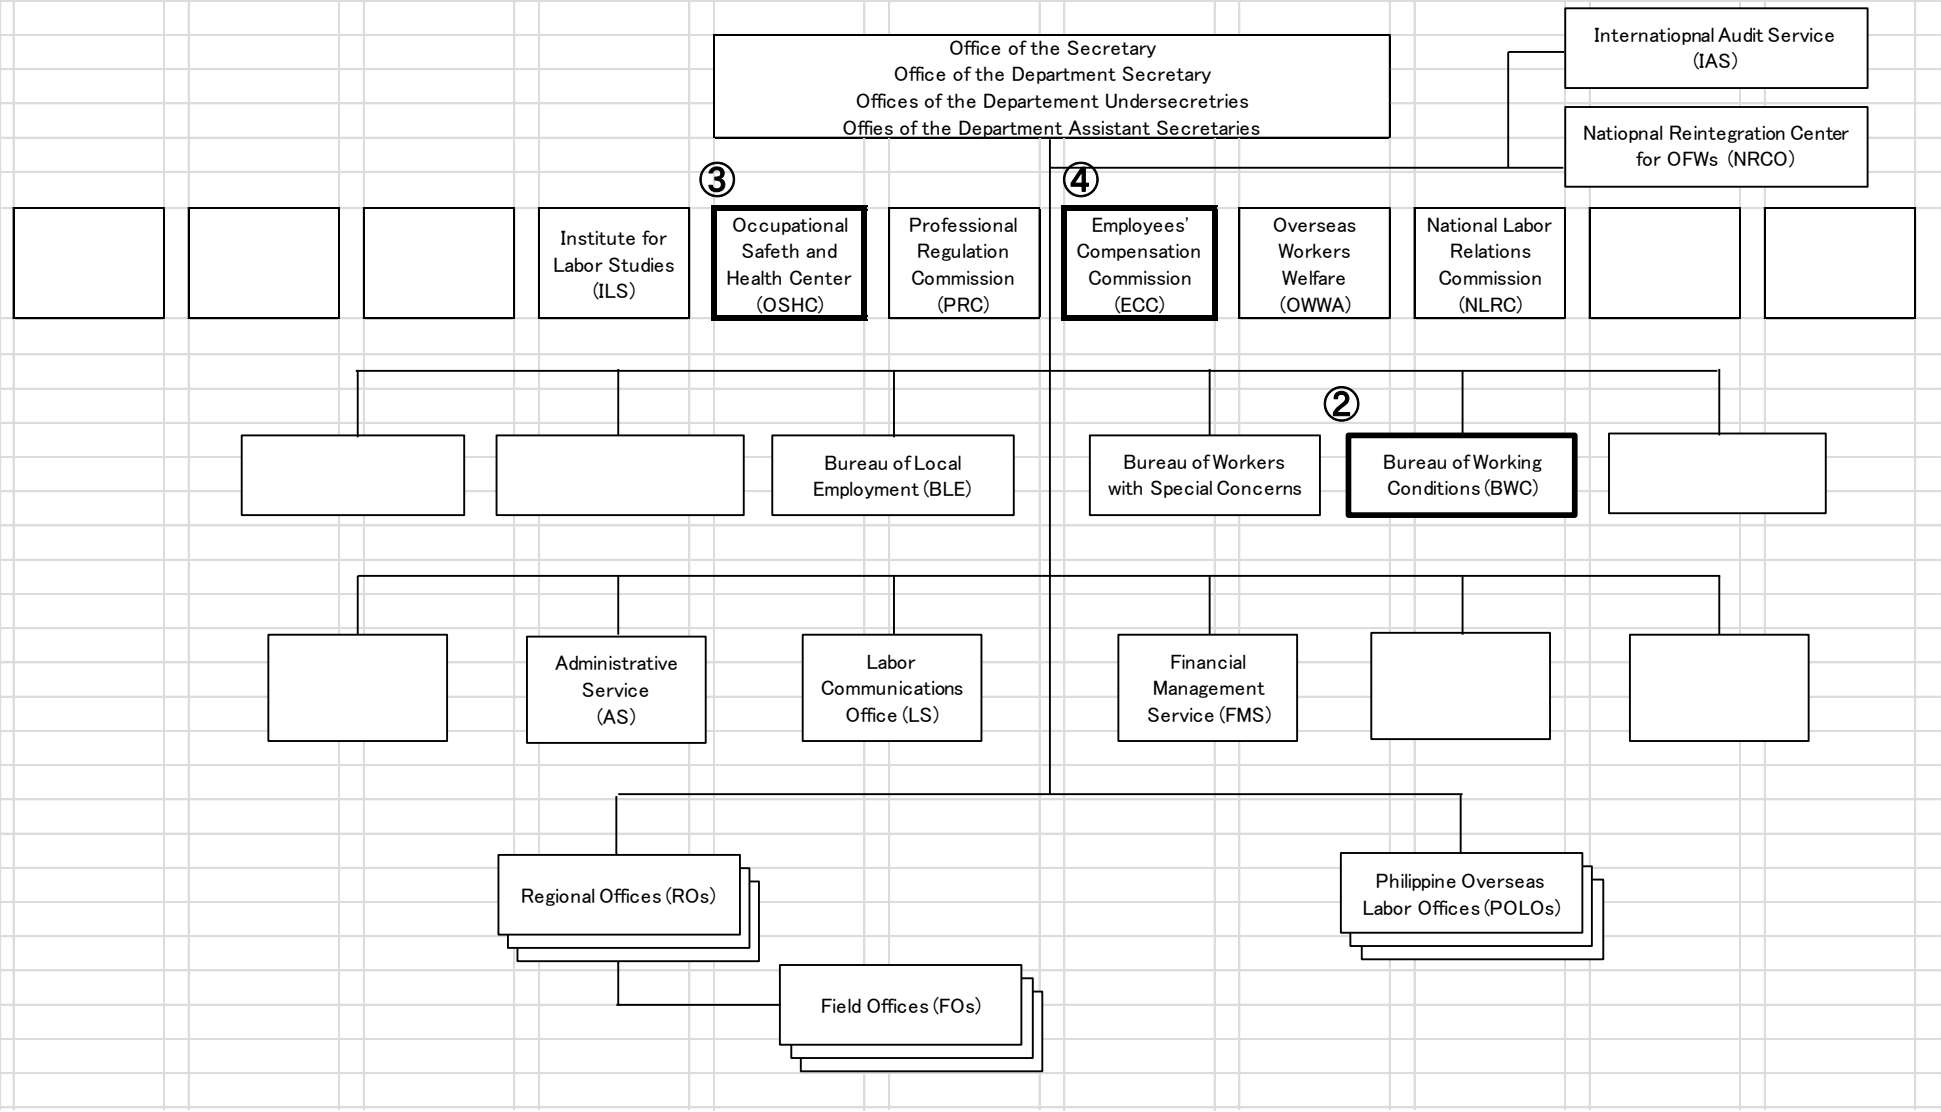 Office of the Secretary
Office of the Department Secretary
Offices of the Departement Undersecretries
Offies of the Department Assistant Secretaries
Internatiopnal Audit Service
(IAS)
Natiopnal Reintegration Center
for OFWs (NRCO)
③
④
Institute for
Labor Studies
(ILS)
Occupational
Safeth and
Health Center
(OSHC)
Professional
Regulation
Commission
(PRC)
Employees'
Compensation
Commission
(ECC)
Overseas
Workers
Welfare
(OWWA)
National Labor
Relations
Commission
(NLRC)
②
Bureau of Local
Employment (BLE)
Bureau of Workers
with Special Concerns
Bureau of Working
Conditions (BWC)
Administrative
Service
(AS)
Labor
Communications
Office (LS)
Financial
Management
Service (FMS)
Regional Offices (ROs)
Philippine Overseas
Labor Offices (POLOs)
Field Offices (FOs)